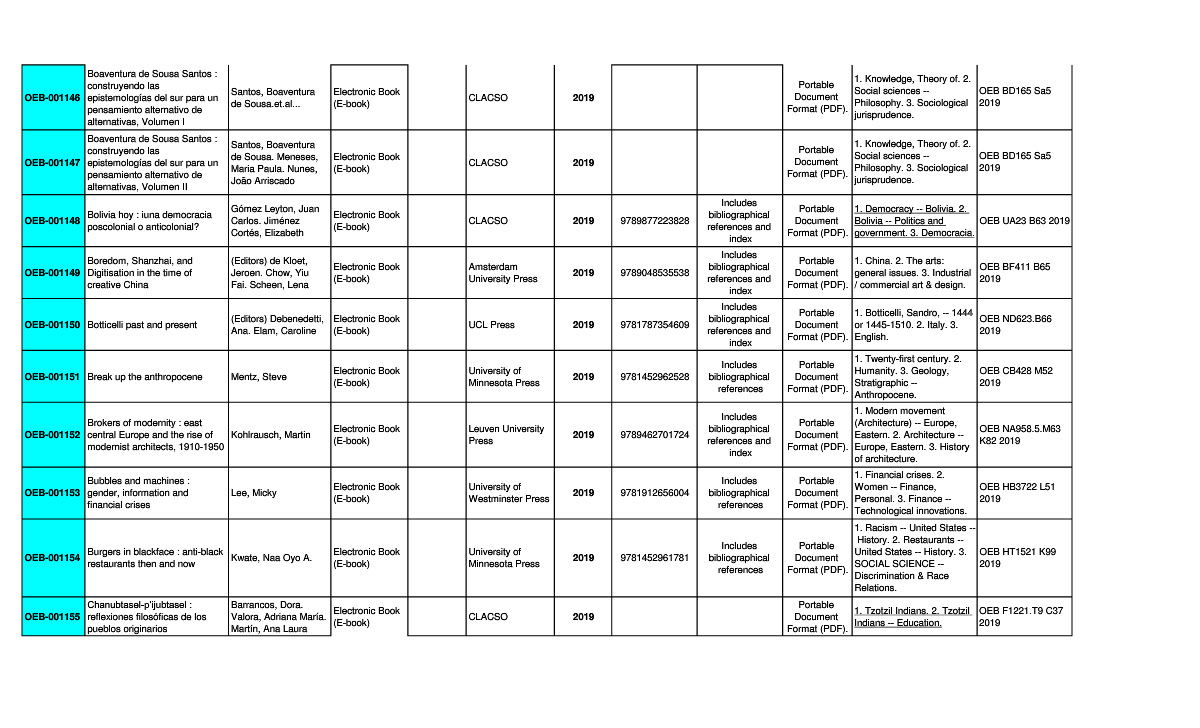 OEB-001146
Boaventura de Sousa Santos :
construyendo las
epistemologías del sur para un
pensamiento alternativo de
alternativas, Volumen I
Santos, Boaventura
de Sousa.et.al...
Electronic Book
(E-book)
CLACSO
2019
Portable
Document
Format (PDF).
1. Knowledge, Theory of. 2.
Social sciences --
Philosophy. 3. Sociological
jurisprudence.
OEB BD165 Sa5
2019
OEB-001147
Boaventura de Sousa Santos :
construyendo las
epistemologías del sur para un
pensamiento alternativo de
alternativas, Volumen II
Santos, Boaventura
de Sousa. Meneses,
Maria Paula. Nunes,
João Arriscado
Electronic Book
(E-book)
CLACSO
2019
Portable
Document
Format (PDF).
1. Knowledge, Theory of. 2.
Social sciences --
Philosophy. 3. Sociological
jurisprudence.
OEB BD165 Sa5
2019
OEB-001148
Bolivia hoy : iuna democracia
poscolonial o anticolonial?
Gómez Leyton, Juan
Carlos. Jiménez
Cortés, Elizabeth
Electronic Book
(E-book)
CLACSO
2019
9789877223828
Includes
bibliographical
references and
index
Portable
Document
Format (PDF).
1. Democracy -- Bolivia. 2.
Bolivia -- Politics and
government. 3. Democracia.
OEB UA23 B63 2019
OEB-001149
Boredom, Shanzhai, and
Digitisation in the time of
creative China
(Editors) de Kloet,
Jeroen. Chow, Yiu
Fai. Scheen, Lena
Electronic Book
(E-book)
Amsterdam
University Press
2019
9789048535538
Includes
bibliographical
references and
index
Portable
Document
Format (PDF).
1. China. 2. The arts:
general issues. 3. Industrial
/ commercial art & design.
OEB BF411 B65
2019
OEB-001150
Botticelli past and present
(Editors) Debenedetti,
Ana. Elam, Caroline
Electronic Book
(E-book)
UCL Press
2019
9781787354609
Includes
bibliographical
references and
index
Portable
Document
Format (PDF).
1. Botticelli, Sandro, -- 1444
or 1445-1510. 2. Italy. 3.
English.
OEB ND623.B66
2019
OEB-001151
Break up the anthropocene
Mentz, Steve
Electronic Book
(E-book)
University of
Minnesota Press
2019
9781452962528
Includes
bibliographical
references
Portable
Document
Format (PDF).
1. Twenty-first century. 2.
Humanity. 3. Geology,
Stratigraphic --
Anthropocene.
OEB CB428 M52
2019
OEB-001152
Brokers of modernity : east
central Europe and the rise of
modernist architects, 1910-1950
Kohlrausch, Martin
Electronic Book
(E-book)
Leuven University
Press
2019
9789462701724
Includes
bibliographical
references and
index
Portable
Document
Format (PDF).
1. Modern movement
(Architecture) -- Europe,
Eastern. 2. Architecture --
Europe, Eastern. 3. History
of architecture.
OEB NA958.5.M63
K82 2019
OEB-001153
Bubbles and machines :
gender, information and
financial crises
Lee, Micky
Electronic Book
(E-book)
University of
Westminster Press
2019
9781912656004
Includes
bibliographical
references
Portable
Document
Format (PDF).
1. Financial crises. 2.
Women -- Finance,
Personal. 3. Finance --
Technological innovations.
OEB HB3722 L51
2019
OEB-001154
Burgers in blackface : anti-black
restaurants then and now
Kwate, Naa Oyo A.
Electronic Book
(E-book)
University of
Minnesota Press
2019
9781452961781
Includes
bibliographical
references
Portable
Document
Format (PDF).
1. Racism -- United States --
History. 2. Restaurants --
United States -- History. 3.
SOCIAL SCIENCE --
Discrimination & Race
Relations.
OEB HT1521 K99
2019
OEB-001155
Chanubtasel-p'ijubtasel :
reflexiones filosóficas de los
pueblos originarios
Barrancos, Dora.
Valora, Adriana María.
Martín, Ana Laura
Electronic Book
(E-book)
CLACSO
2019
Portable
Document
Format (PDF).
1. Tzotzil Indians. 2. Tzotzil
Indians -- Education.
OEB F1221.T9 C37
2019